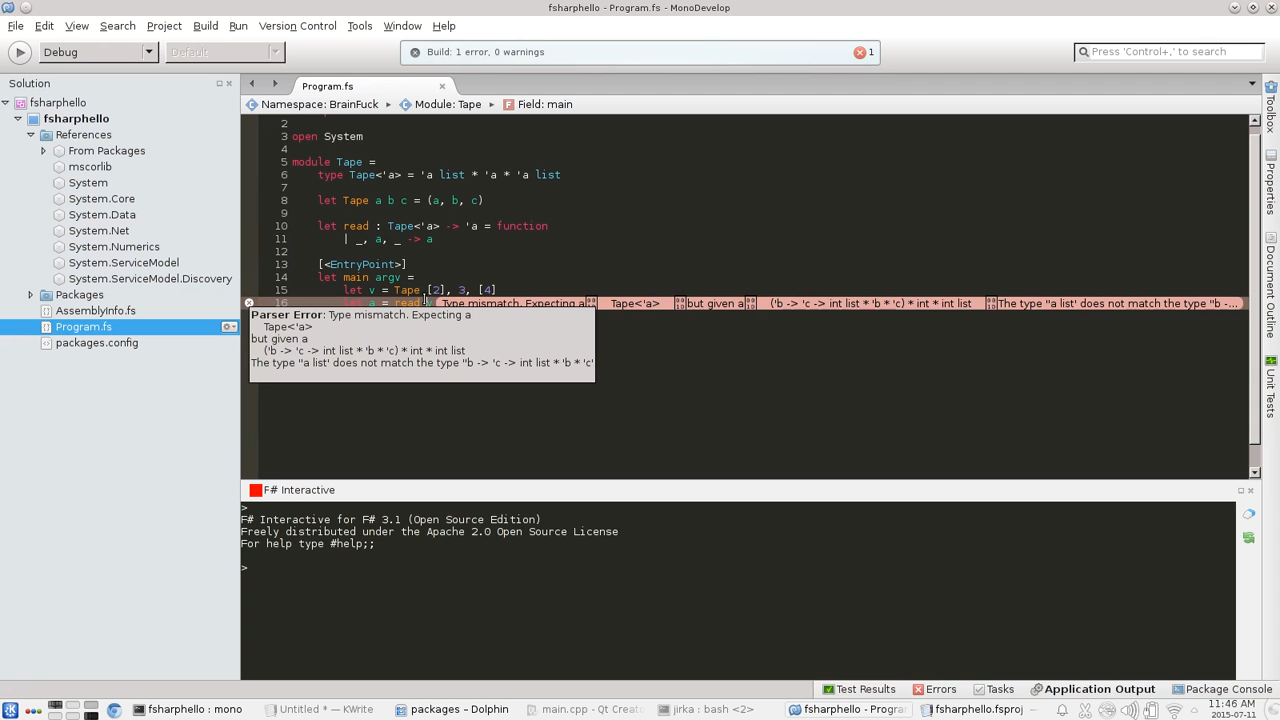 fsharphello - Program.fs - MonoDevelop
File Edit View Search Project Build Run Version Control Tools Window Help
Debug Default Build: 1 error, 0 warnings 1 Press 'Control+,' to search
Solution
fsharphello
fsharphello
References
From Packages
mscorlib
System
System.Core
System.Data
System.Net
System.Numerics
System.ServiceModel
System.ServiceModel.Discovery
Packages
AssemblyInfo.fs
Program.fs
packages.config
Program.fs
Namespace: BrainFuck Module: Tape Field: main
2
3 open System
4
5 module Tape =
6 type Tape<'a> = 'a list * 'a * 'a list
7
8 let Tape a b c = (a, b, c)
9
10 let read : Tape<'a> -> 'a = function
11 | _, a, _ -> a
12
13 [<EntryPoint>]
14 let main argv =
15 let v = Tape [2], 3, [4]
16 let a = read v Type mismatch. Expecting a Tape<'a> but given a ('b -> 'c -> int list * 'b * 'c) * int * int list The type ''a list' does not match the type ''b -...
Parser Error: Type mismatch. Expecting a
Tape<'a>
but given a
('b -> 'c -> int list * 'b * 'c) * int * int list
The type ''a list' does not match the type ''b -> 'c -> int list * 'b * 'c'
F# Interactive
>
F# Interactive for F# 3.1 (Open Source Edition)
Freely distributed under the Apache 2.0 Open Source License
For help type #help;;
>
Toolbox
Properties
Document Outline
Unit Tests
Test Results Errors Tasks Application Output Package Console
fsharphello : mono Untitled * — KWrite packages – Dolphin main.cpp - Qt Creato jirka : bash <2> fsharphello - Progra fsharphello.fsproj 11:46 AM
2015-07-11